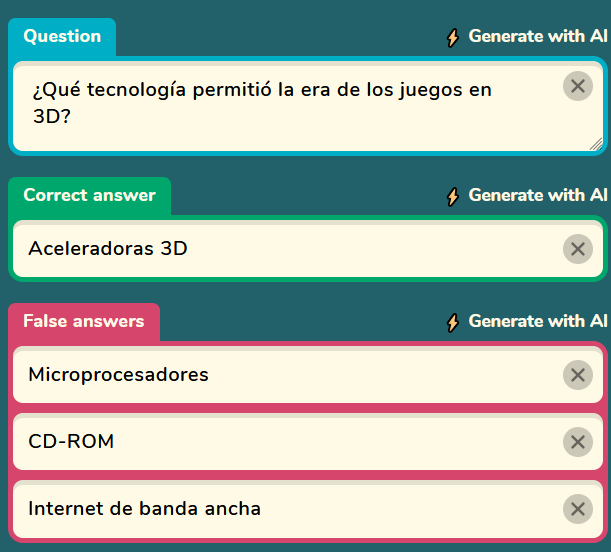 Question
Generate with AI
¿Qué tecnología permitió la era de los juegos en
3D?
Correct answer
Generate with AI
Aceleradoras 3D
False answers
Generate with AI
Microprocesadores
CD-ROM
Internet de banda ancha